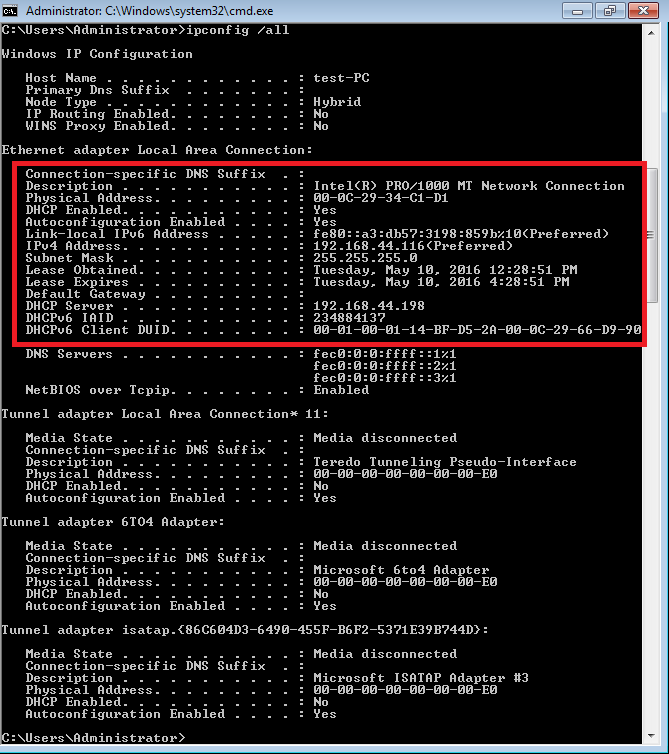 Administrator: C:\Windows\system32\cmd.exe
C:\Users\Administrator>ipconfig /all
Windows IP Configuration
Host Name . . . . . . . . . . . . : test-PC
Primary Dns Suffix  . . . . . . . :
Node Type . . . . . . . . . . . . : Hybrid
IP Routing Enabled. . . . . . . . : No
WINS Proxy Enabled. . . . . . . . : No
Ethernet adapter Local Area Connection:
Connection-specific DNS Suffix  . :
Description . . . . . . . . . . . : Intel(R) PRO/1000 MT Network Connection
Physical Address. . . . . . . . . : 00-0C-29-34-C1-D1
DHCP Enabled. . . . . . . . . . . : Yes
Autoconfiguration Enabled . . . . : Yes
Link-local IPv6 Address . . . . . : fe80::a3:db57:3198:859b%10(Preferred)
IPv4 Address. . . . . . . . . . . : 192.168.44.116(Preferred)
Subnet Mask . . . . . . . . . . . : 255.255.255.0
Lease Obtained. . . . . . . . . . : Tuesday, May 10, 2016 12:28:51 PM
Lease Expires . . . . . . . . . . : Tuesday, May 10, 2016 4:28:51 PM
Default Gateway . . . . . . . . . :
DHCP Server . . . . . . . . . . . : 192.168.44.198
DHCPv6 IAID . . . . . . . . . . . : 234884137
DHCPv6 Client DUID. . . . . . . . : 00-01-00-01-14-BF-D5-2A-00-0C-29-66-D9-90
DNS Servers . . . . . . . . . . . : fec0:0:0:ffff::1%1
fec0:0:0:ffff::2%1
fec0:0:0:ffff::3%1
NetBIOS over Tcpip. . . . . . . . : Enabled
Tunnel adapter Local Area Connection* 11:
Media State . . . . . . . . . . . : Media disconnected
Connection-specific DNS Suffix  . :
Description . . . . . . . . . . . : Teredo Tunneling Pseudo-Interface
Physical Address. . . . . . . . . : 00-00-00-00-00-00-00-E0
DHCP Enabled. . . . . . . . . . . : No
Autoconfiguration Enabled . . . . : Yes
Tunnel adapter 6TO4 Adapter:
Media State . . . . . . . . . . . : Media disconnected
Connection-specific DNS Suffix  . :
Description . . . . . . . . . . . : Microsoft 6to4 Adapter
Physical Address. . . . . . . . . : 00-00-00-00-00-00-00-E0
DHCP Enabled. . . . . . . . . . . : No
Autoconfiguration Enabled . . . . : Yes
Tunnel adapter isatap.{86C604D3-6490-455F-B6F2-5371E39B744D}:
Media State . . . . . . . . . . . : Media disconnected
Connection-specific DNS Suffix  . :
Description . . . . . . . . . . . : Microsoft ISATAP Adapter #3
Physical Address. . . . . . . . . : 00-00-00-00-00-00-00-E0
DHCP Enabled. . . . . . . . . . . : No
Autoconfiguration Enabled . . . . : Yes
C:\Users\Administrator>